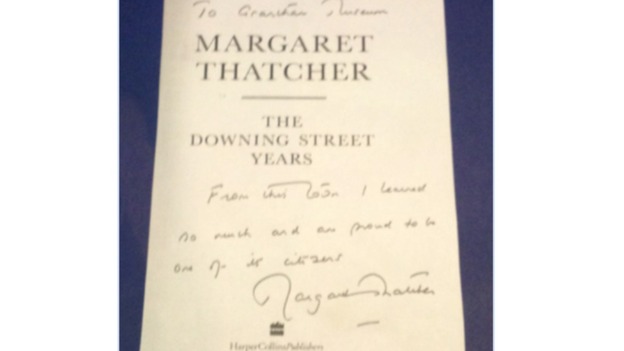 To Grantham Museum
MARGARET
THATCHER
THE
DOWNING STREET
YEARS
From this town I learned
so much and am proud to be
one of its citizens
Margaret Thatcher
HarperCollinsPublishers